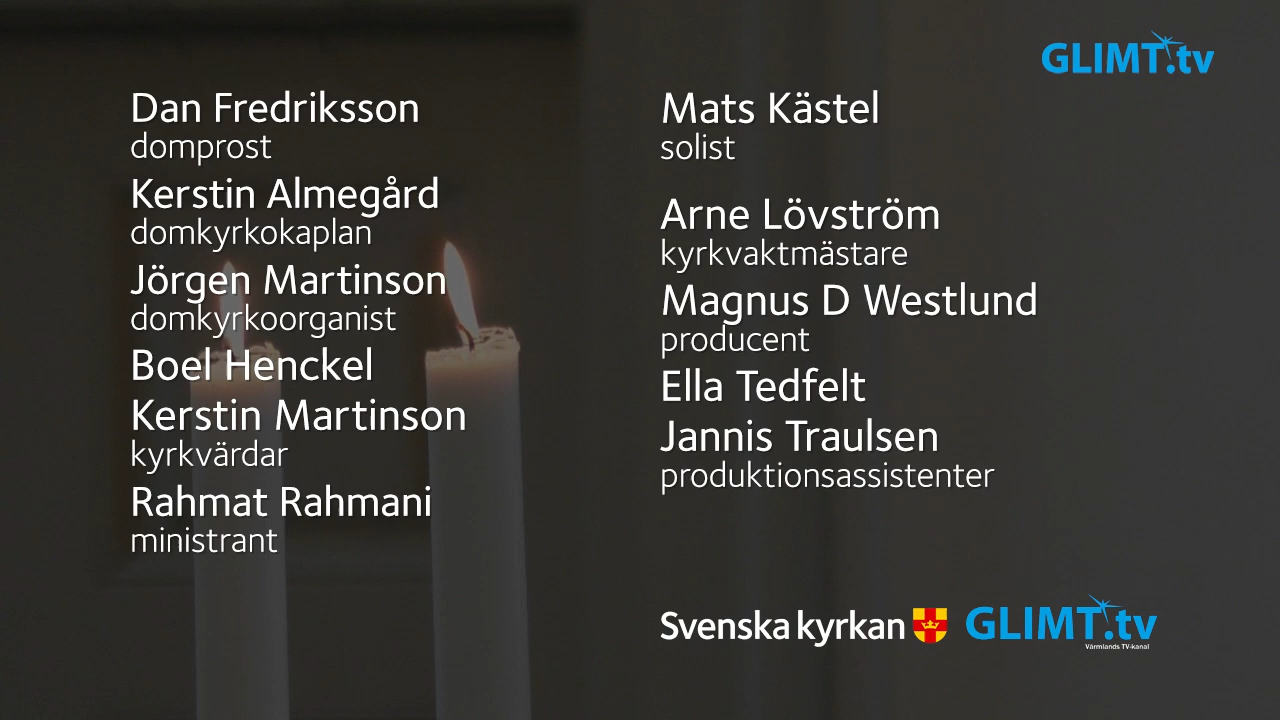 GLIMT.tv
Dan Fredriksson
domprost
Kerstin Almegård
domkyrkokaplan
Jörgen Martinson
domkyrkoorganist
Boel Henckel
Kerstin Martinson
kyrkvärdar
Rahmat Rahmani
ministrant
Mats Kästel
solist
Arne Lövström
kyrkvaktmästare
Magnus D Westlund
producent
Ella Tedfelt
Jannis Traulsen
produktionsassistenter
Svenska kyrkan
GLIMT.tv
Värmlands TV-kanal